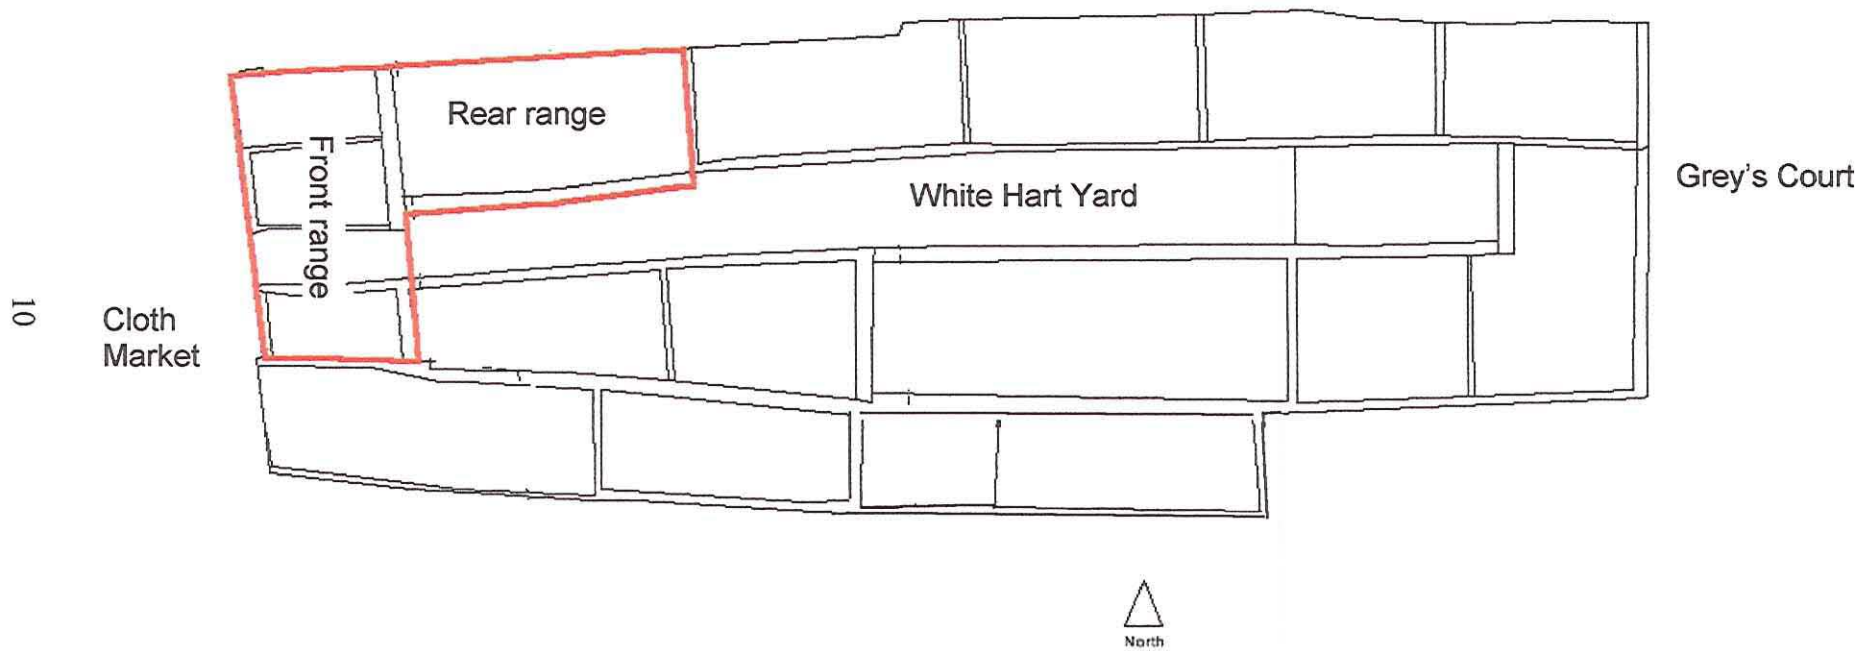 Rear range
Front range
White Hart Yard
Grey's Court
Cloth
Market
10
North